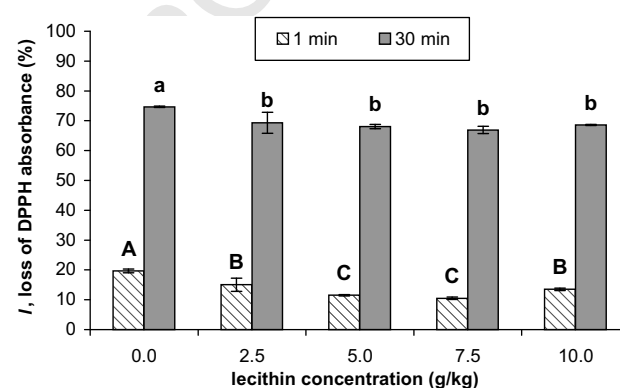 1 min 30 min
I, loss of DPPH absorbance (%)
100
90
80
70
60
50
40
30
20
10
0
a b b b b
A B C C B
0.0 2.5 5.0 7.5 10.0
lecithin concentration (g/kg)